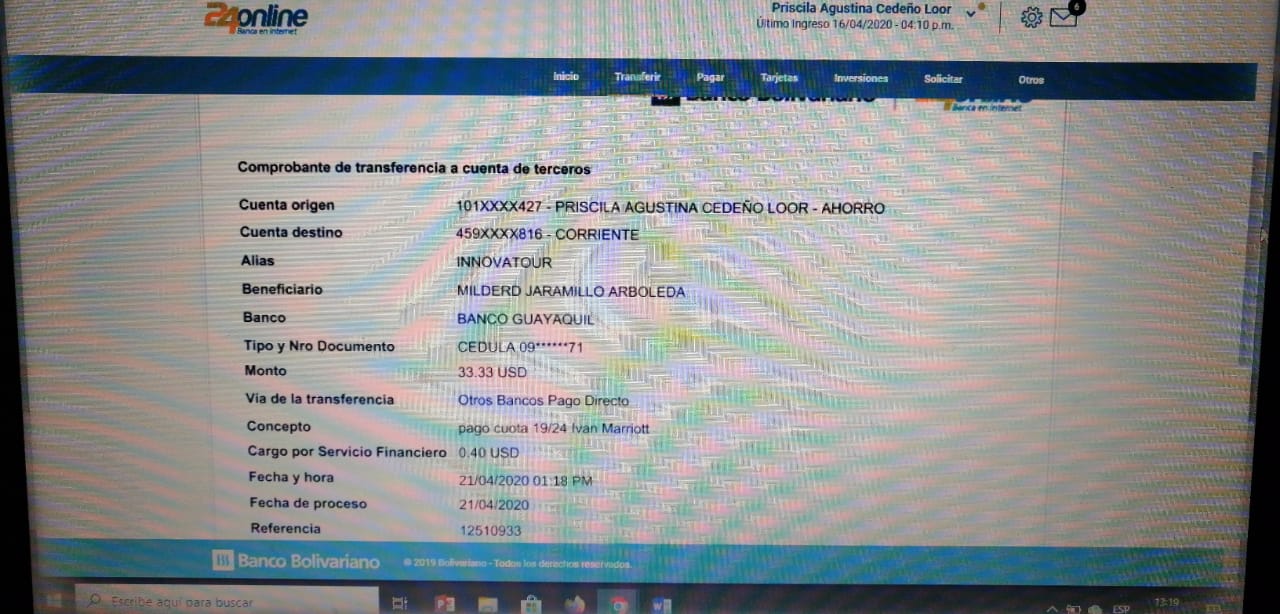 24online
Banca en Internet
Priscila Agustina Cedeño Loor
Último Ingreso 16/04/2020 - 04:10 p.m.
6
Inicio Transferir Pagar Tarjetas Inversiones Solicitar Otros
Banco Bolivariano
Banca en Internet
Comprobante de transferencia a cuenta de terceros
Cuenta origen 101XXXX427 - PRISCILA AGUSTINA CEDEÑO LOOR - AHORRO
Cuenta destino 459XXXX816 - CORRIENTE
Alias INNOVATOUR
Beneficiario MILDERD JARAMILLO ARBOLEDA
Banco BANCO GUAYAQUIL
Tipo y Nro Documento CEDULA 09******71
Monto 33.33 USD
Via de la transferencia Otros Bancos Pago Directo
Concepto pago cuota 19/24 Ivan Marriott
Cargo por Servicio Financiero 0.40 USD
Fecha y hora 21/04/2020 01:18 PM
Fecha de proceso 21/04/2020
Referencia 12510933
Banco Bolivariano © 2019 Bolivariano - Todos los derechos reservados.
Escribe aquí para buscar
ESP
13:19